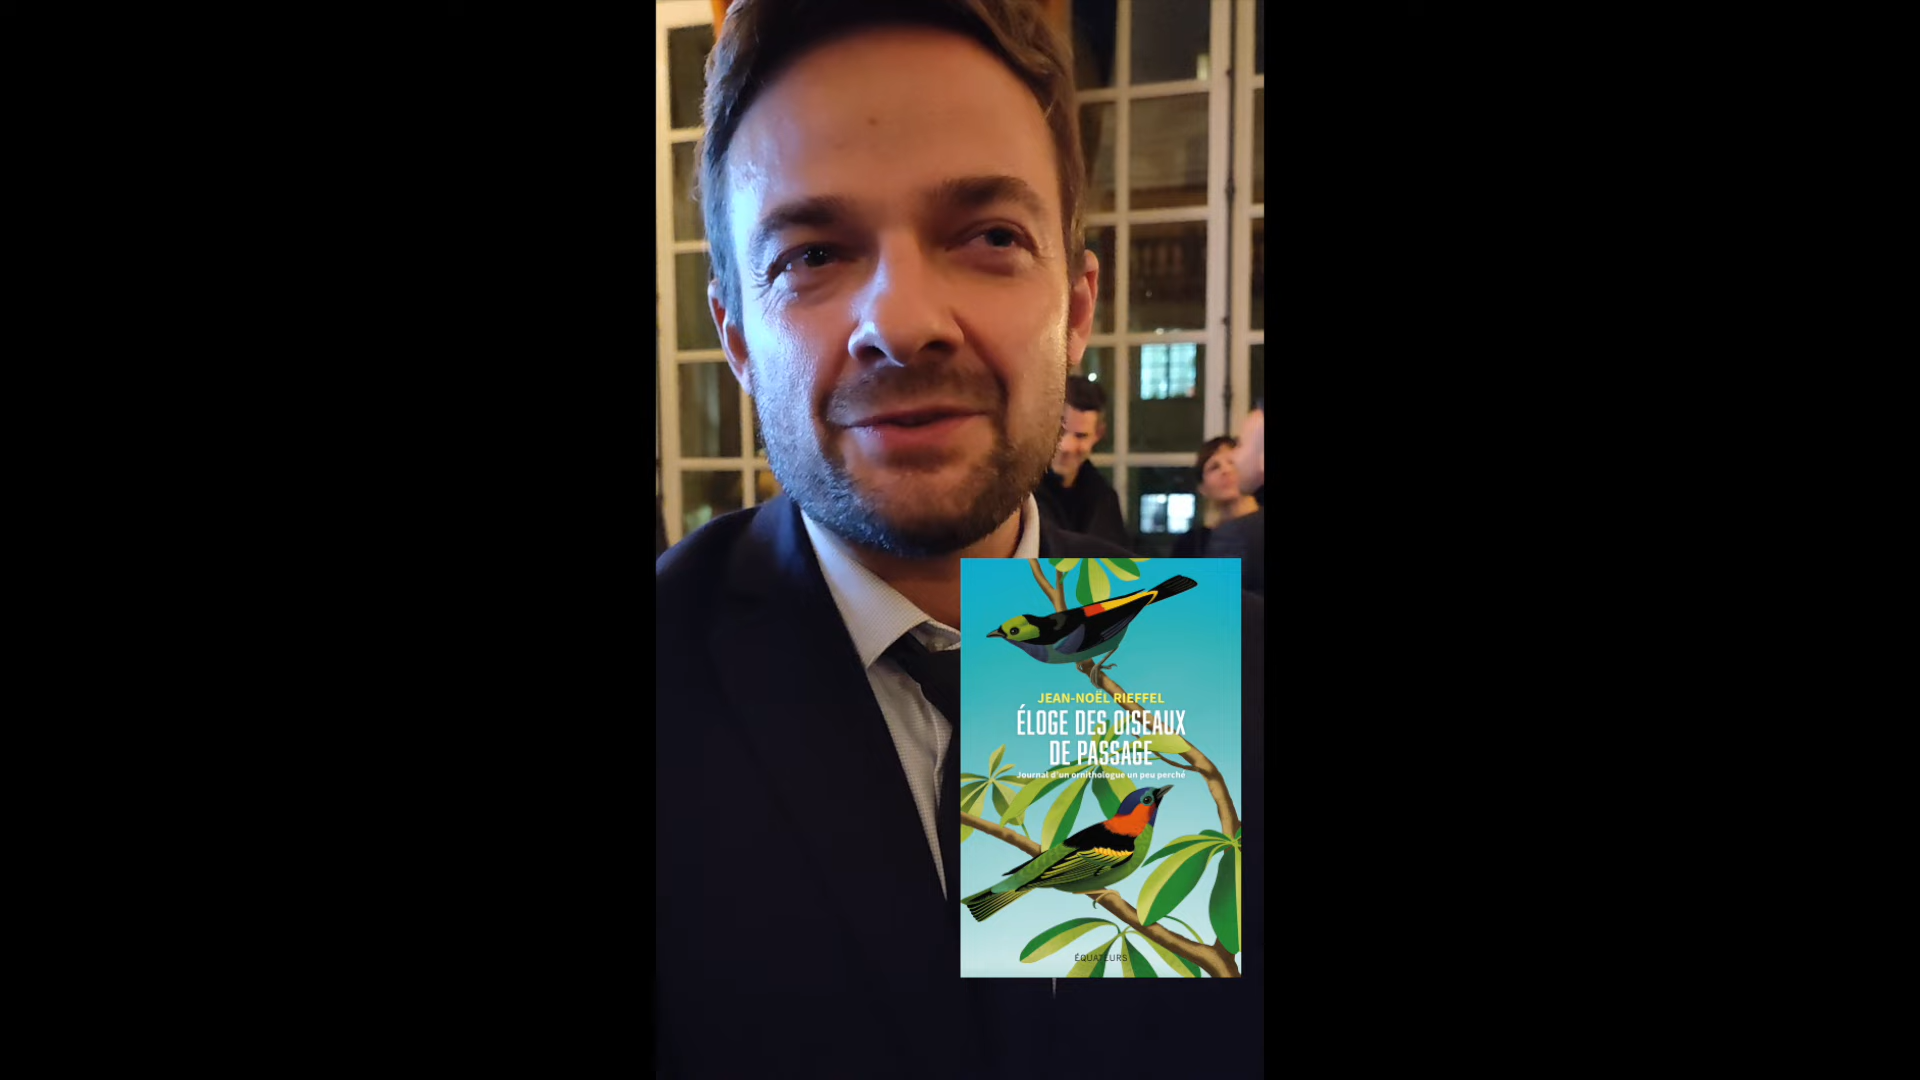 JEAN-NOËL RIEFFEL
ÉLOGE DES OISEAUX
DE PASSAGE
Journal d'un ornithologue un peu perché
ÉQUATEURS